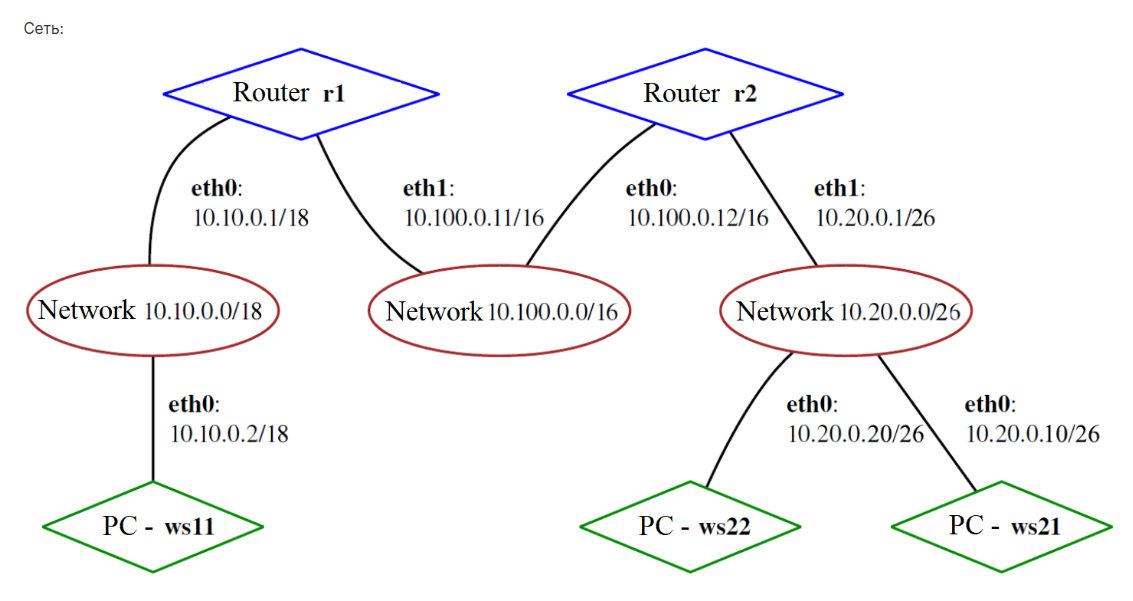 Сеть:
Router r1
Router r2
eth0:
10.10.0.1/18
eth1:
10.100.0.11/16
eth0:
10.100.0.12/16
eth1:
10.20.0.1/26
Network 10.10.0.0/18
Network 10.100.0.0/16
Network 10.20.0.0/26
eth0:
10.10.0.2/18
eth0:
10.20.0.20/26
eth0:
10.20.0.10/26
PC - ws11
PC - ws22
PC - ws21